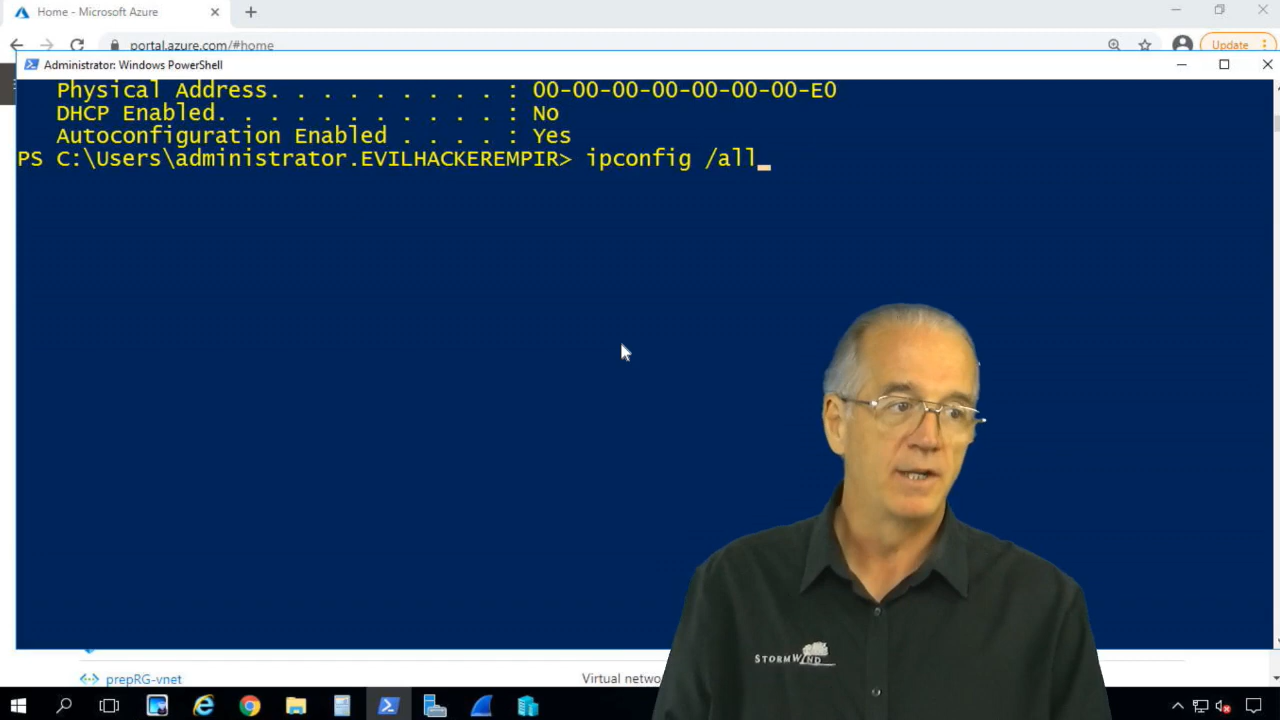 Home - Microsoft Azure
portal.azure.com/#home
Update
Administrator: Windows PowerShell
Physical Address. . . . . . . . . : 00-00-00-00-00-00-00-E0
DHCP Enabled. . . . . . . . . . . : No
Autoconfiguration Enabled . . . . : Yes
PS C:\Users\administrator.EVILHACKEREMPIR> ipconfig /all_
STORMWIND
prepRG-vnet
Virtual netwo